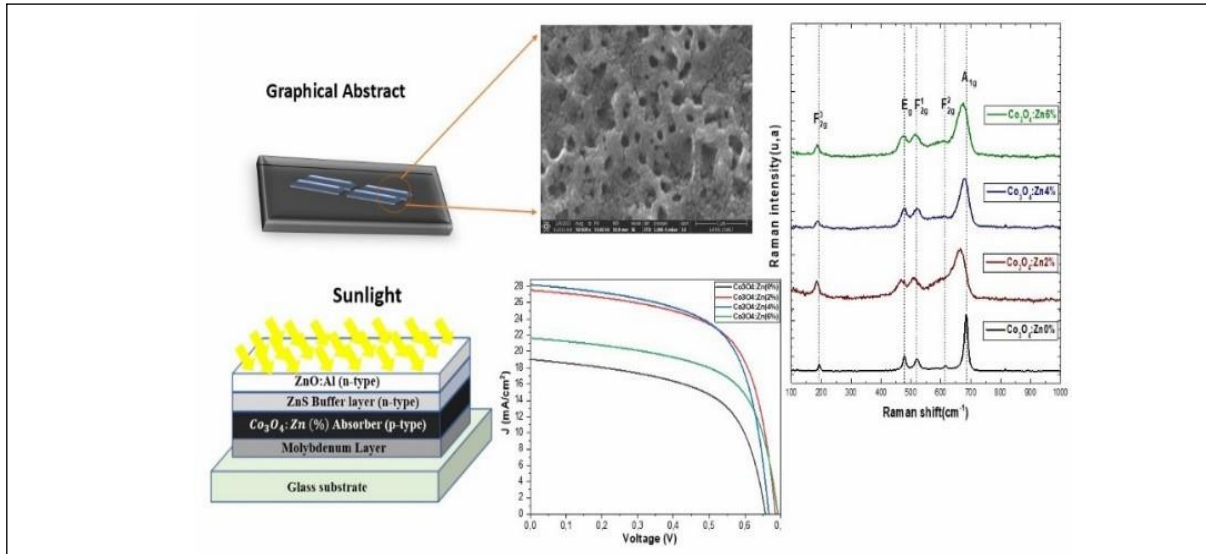 Graphical Abstract
Sunlight
ZnO:Al (n-type)
ZnS Buffer layer (n-type)
Co₃O₄:Zn (%) Absorber (p-type)
Molybdenum Layer
Glass substrate
J (mA/cm²)
28
26
24
22
20
18
16
14
12
10
8
6
4
2
0
0,0 0,1 0,2 0,3 0,4 0,5 0,6 0,
Voltage (V)
Co3O4:Zn(0%)
Co3O4:Zn(2%)
Co3O4:Zn(4%)
Co3O4:Zn(6%)
Raman intensity(u,a)
F³2g
Eg
F¹2g
F²2g
A1g
Co₃O₄:Zn6%
Co₃O₄:Zn4%
Co₃O₄:Zn2%
Co₃O₄:Zn0%
100 200 300 400 500 600 700 800 900 1000
Raman shift(cm⁻¹)